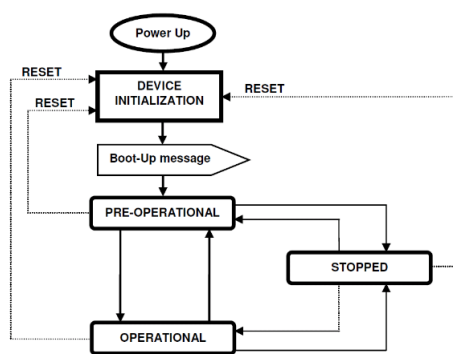 Power Up
RESET
DEVICE
INITIALIZATION
RESET
RESET
Boot-Up message
PRE-OPERATIONAL
STOPPED
OPERATIONAL